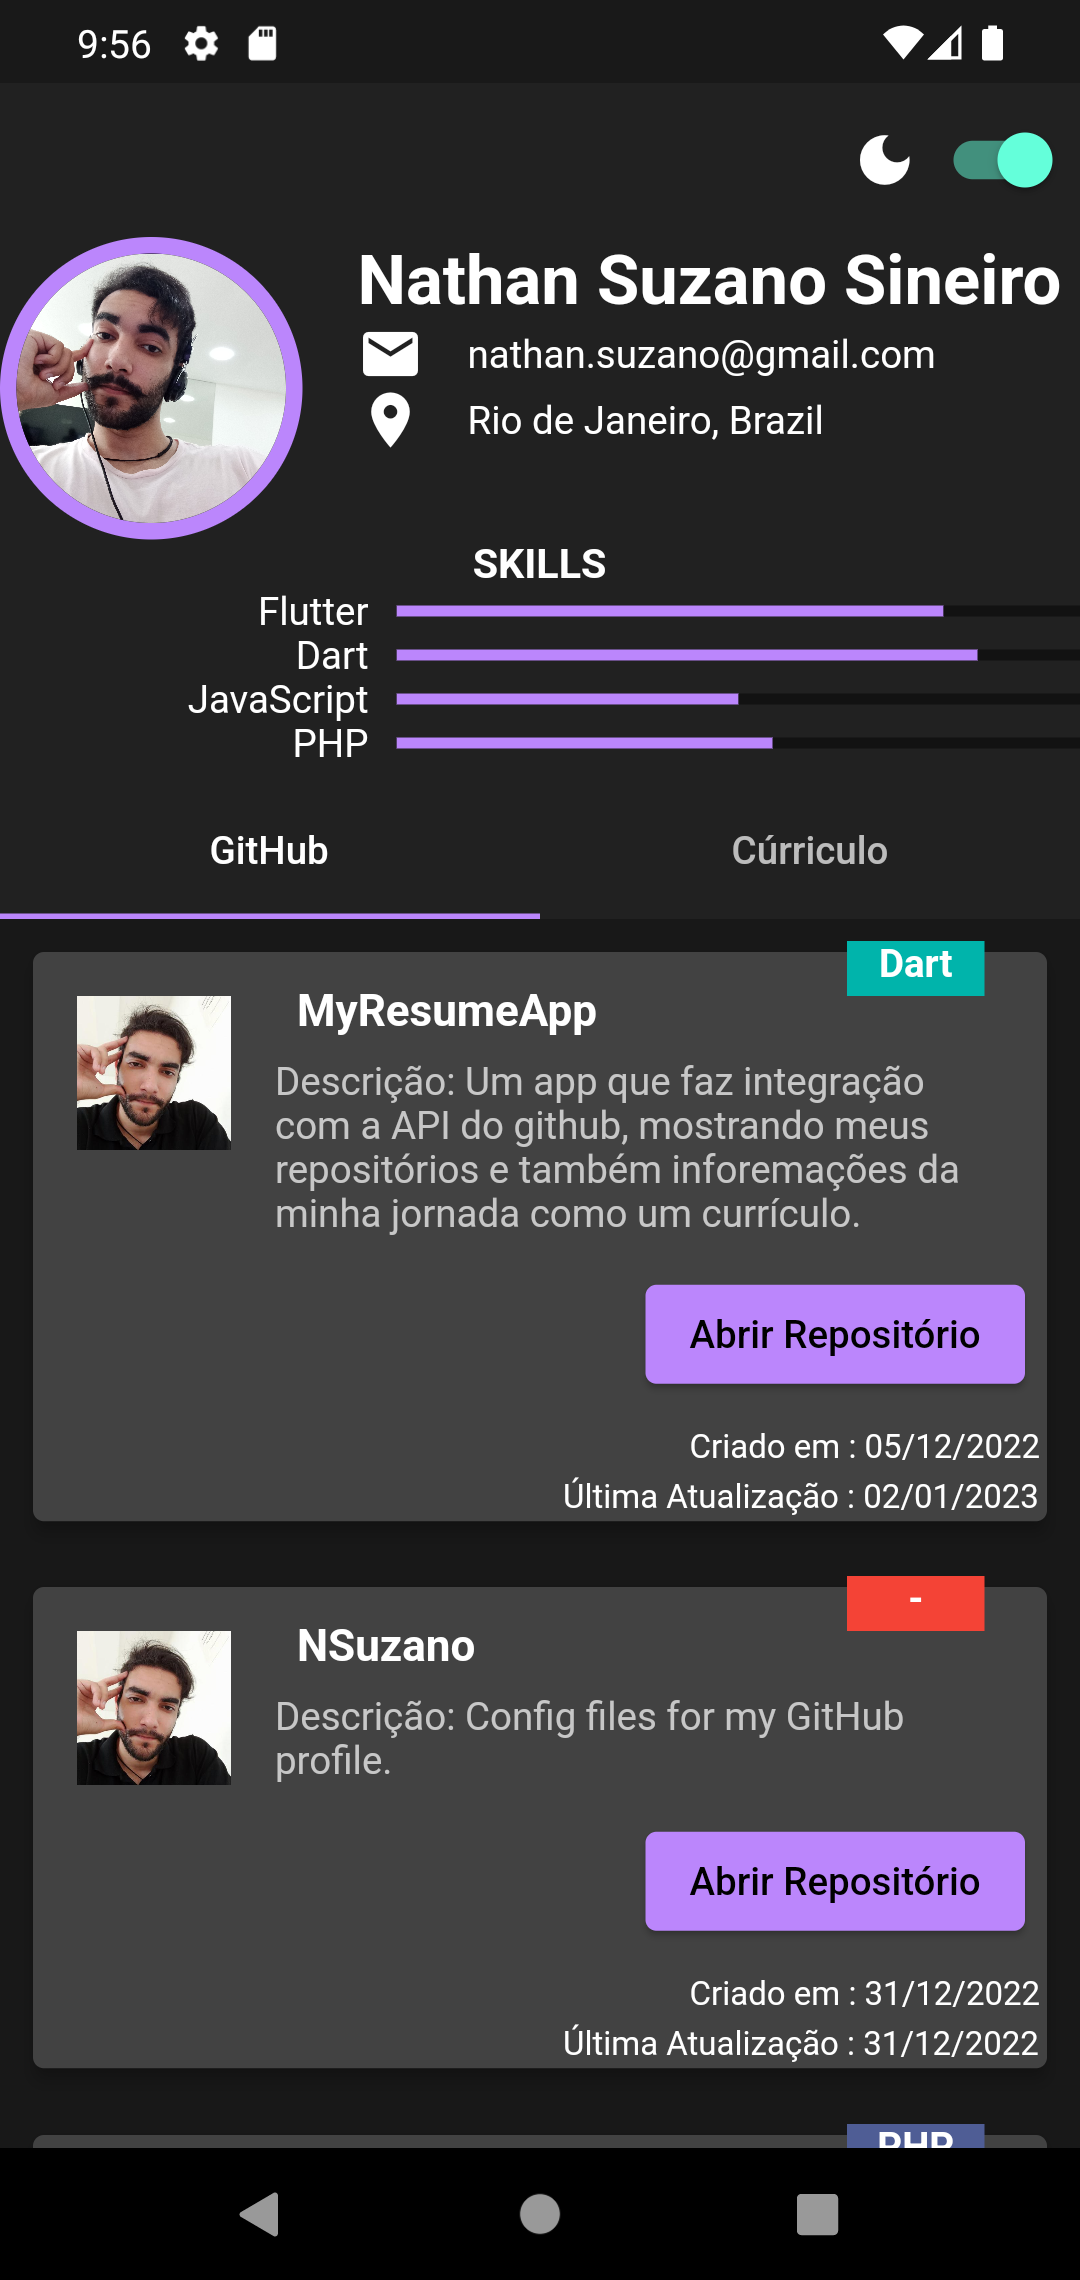 9:56
Nathan Suzano Sineiro
nathan.suzano@gmail.com
Rio de Janeiro, Brazil
SKILLS
Flutter
Dart
JavaScript
PHP
GitHub
Cúrriculo
Dart
MyResumeApp
Descrição: Um app que faz integração
com a API do github, mostrando meus
repositórios e também inforemações da
minha jornada como um currículo.
Abrir Repositório
Criado em : 05/12/2022
Última Atualização : 02/01/2023
-
NSuzano
Descrição: Config files for my GitHub
profile.
Abrir Repositório
Criado em : 31/12/2022
Última Atualização : 31/12/2022
PHP